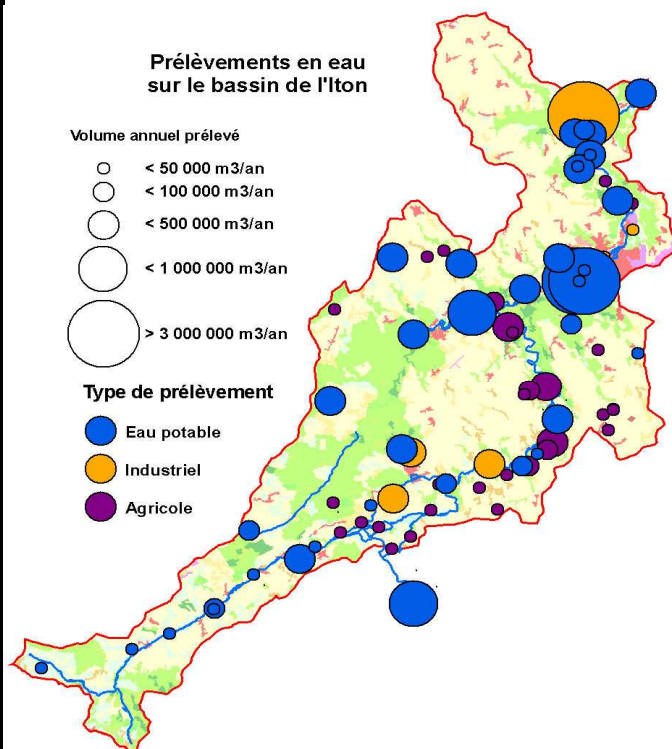 Prélèvements en eau
sur le bassin de l'Iton
Volume annuel prélevé
< 50 000 m3/an
< 100 000 m3/an
< 500 000 m3/an
< 1 000 000 m3/an
> 3 000 000 m3/an
Type de prélèvement
Eau potable
Industriel
Agricole